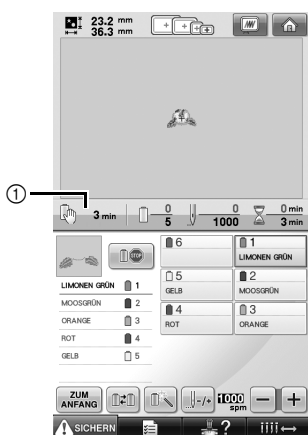 23.2 mm
36.3 mm
①
3 min
0
5
0
1000
0 min
3 min
6
1
LIMONEN GRÜN
STOP
5
GELB
2
MOOSGRÜN
4
ROT
3
ORANGE
LIMONEN GRÜN 1
MOOSGRÜN 2
ORANGE 3
ROT 4
GELB 5
ZUM
ANFANG
-/+
1000
spm
- +
SICHERN
?